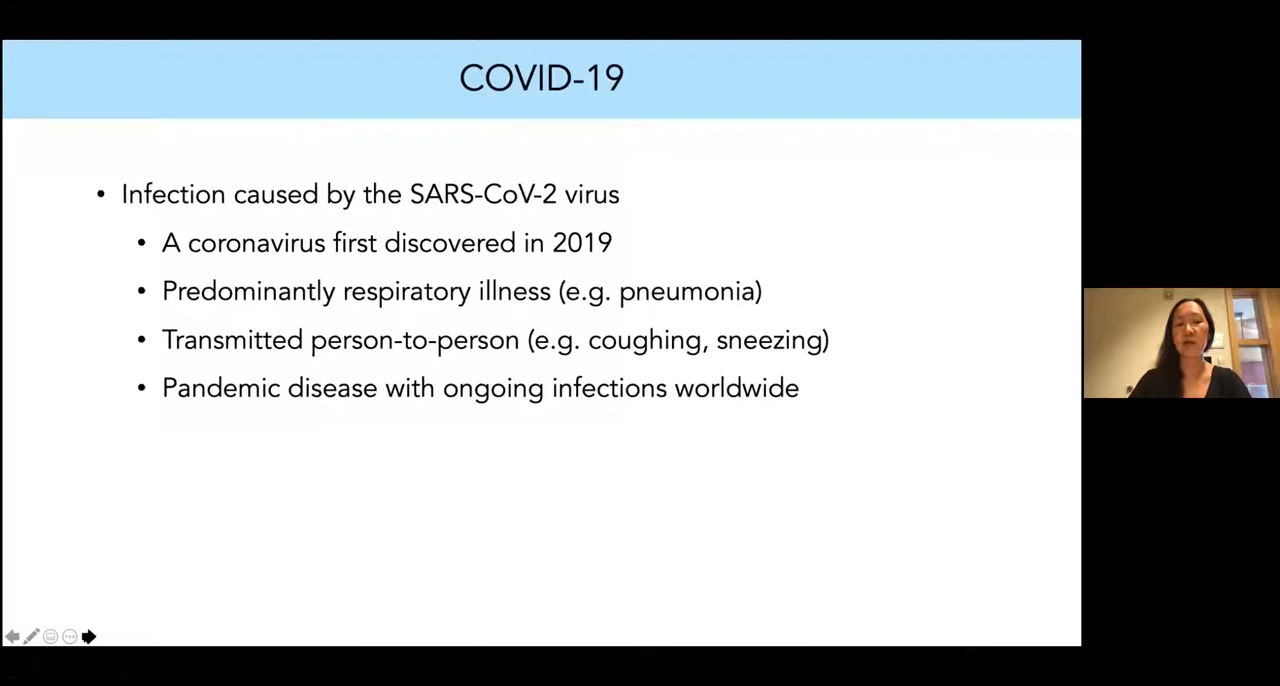 COVID-19
• Infection caused by the SARS-CoV-2 virus
• A coronavirus first discovered in 2019
• Predominantly respiratory illness (e.g. pneumonia)
• Transmitted person-to-person (e.g. coughing, sneezing)
• Pandemic disease with ongoing infections worldwide